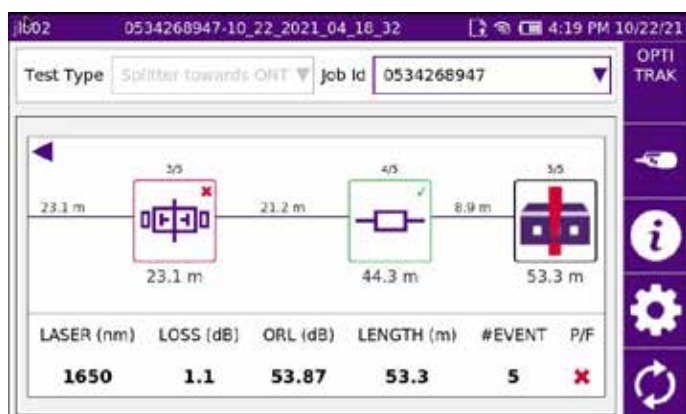 jlb02 0534268947-10_22_2021_04_18_32 4:19 PM 10/22/21
OPTI
TRAK
Test Type Splitter towards ONT Job Id 0534268947
3/5 4/5 5/5
23.1 m 21.2 m 8.9 m
23.1 m 44.3 m 53.3 m
LASER (nm) LOSS (dB) ORL (dB) LENGTH (m) #EVENT P/F
1650 1.1 53.87 53.3 5